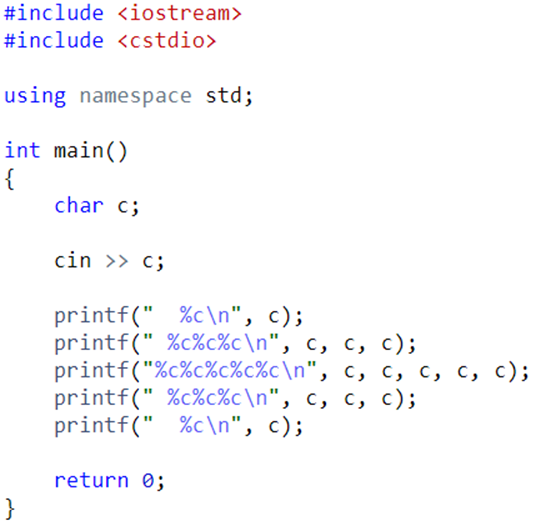 #include <iostream>
#include <cstdio>

using namespace std;

int main()
{
    char c;

    cin >> c;

    printf("  %c\n", c);
    printf(" %c%c%c\n", c, c, c);
    printf("%c%c%c%c%c\n", c, c, c, c, c);
    printf(" %c%c%c\n", c, c, c);
    printf("  %c\n", c);

    return 0;
}